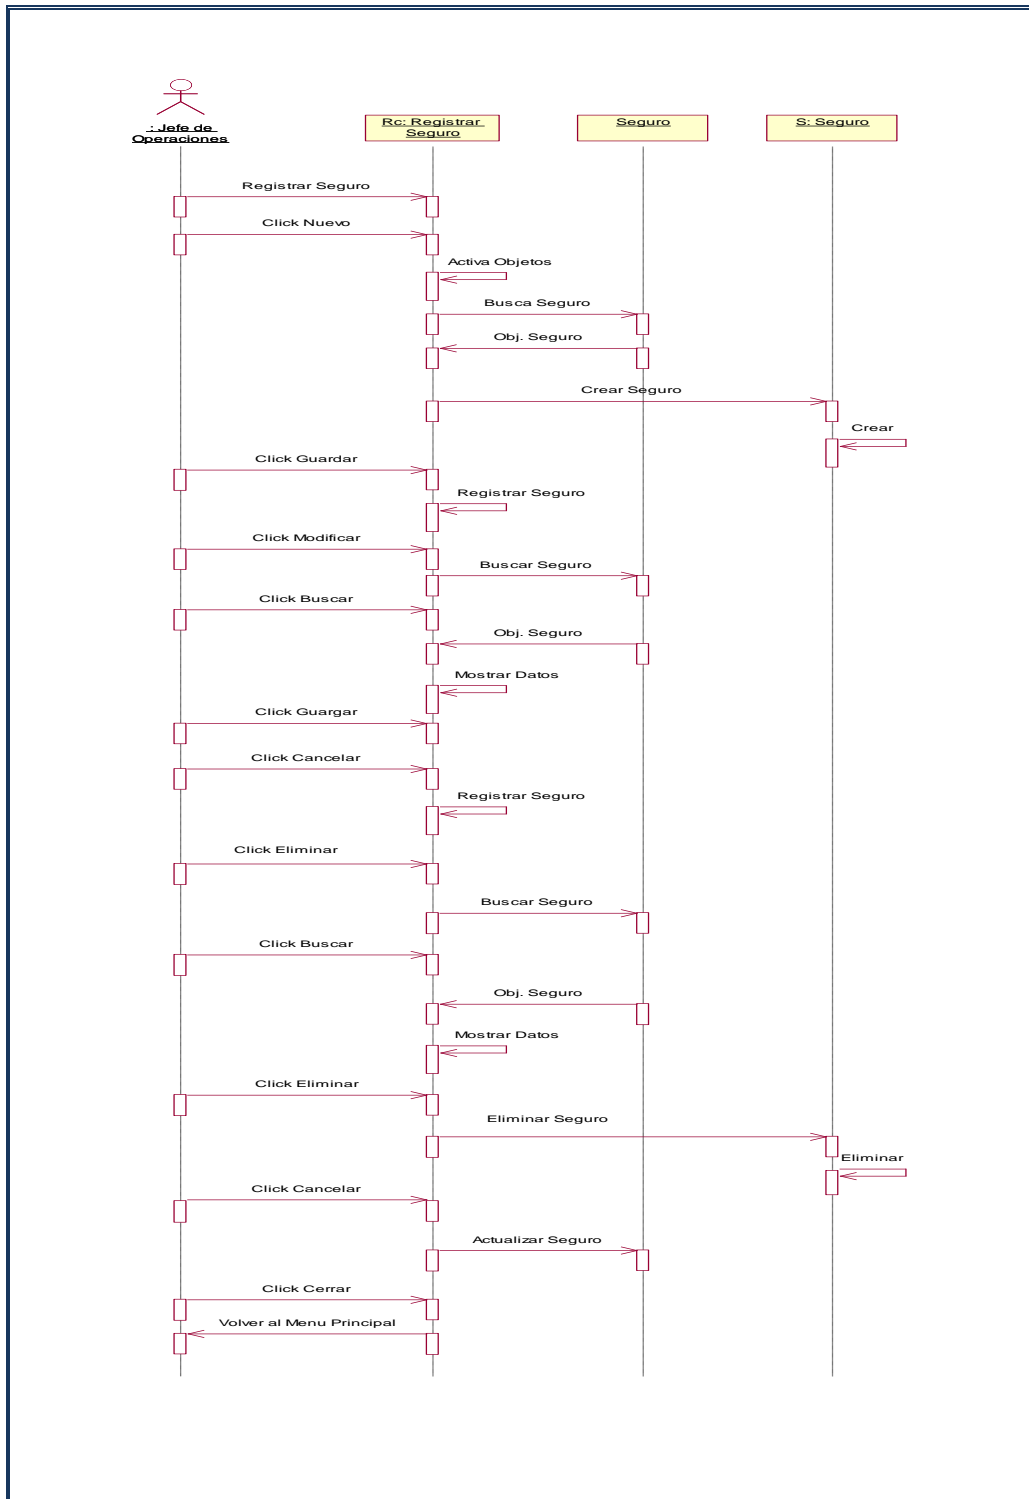 : Jefe de
Operaciones
Rc: Registrar
Seguro
Seguro
S: Seguro
Registrar Seguro
Click Nuevo
Activa Objetos
Busca Seguro
Obj. Seguro
Crear Seguro
Crear
Click Guardar
Registrar Seguro
Click Modificar
Buscar Seguro
Click Buscar
Obj. Seguro
Mostrar Datos
Click Guargar
Click Cancelar
Registrar Seguro
Click Eliminar
Buscar Seguro
Click Buscar
Obj. Seguro
Mostrar Datos
Click Eliminar
Eliminar Seguro
Eliminar
Click Cancelar
Actualizar Seguro
Click Cerrar
Volver al Menu Principal